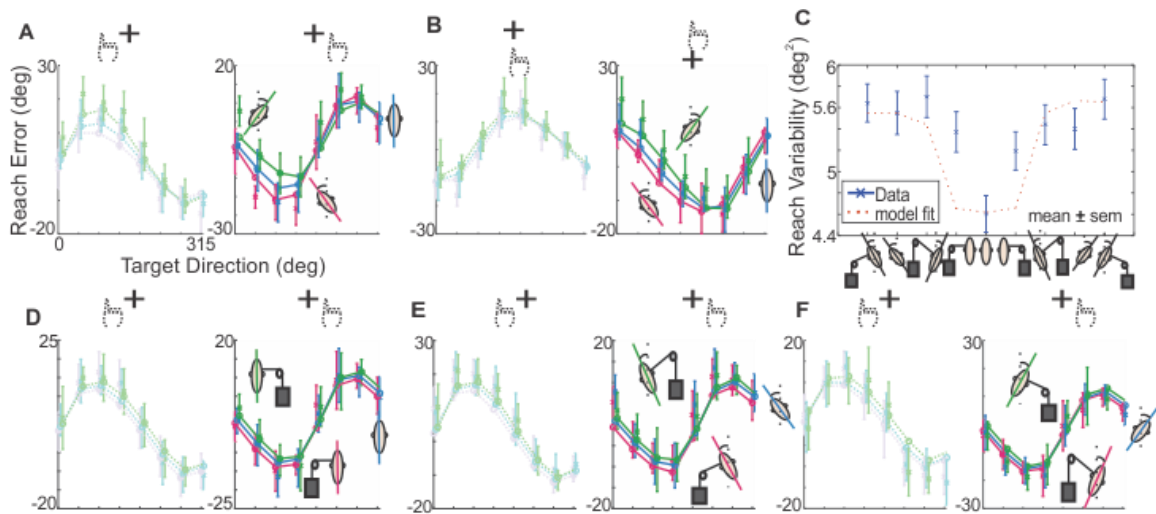 A
B
C
30
20
30
6
5.6
5
4.4
-20
-30
-30
-20
Reach Error (deg)
Reach Variability (deg²)
Data
model fit
mean ± sem
0
315
Target Direction (deg)
D
E
F
25
20
30
20
20
-20
-25
-20
-20
-20
-30